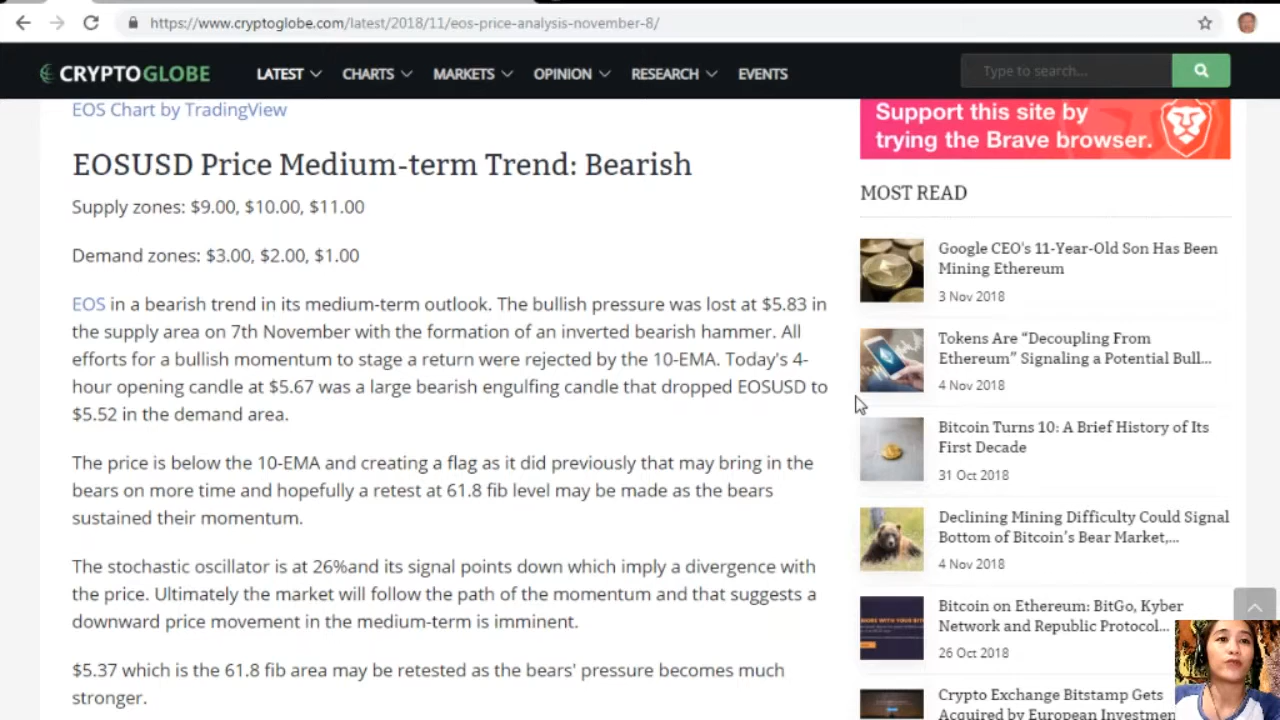 https://www.cryptoglobe.com/latest/2018/11/eos-price-analysis-november-8/
CRYPTOGLOBE
LATEST
CHARTS
MARKETS
OPINION
RESEARCH
EVENTS
Type to search...
EOS Chart by TradingView
EOSUSD Price Medium-term Trend: Bearish
Supply zones: $9.00, $10.00, $11.00
Demand zones: $3.00, $2.00, $1.00
EOS in a bearish trend in its medium-term outlook. The bullish pressure was lost at $5.83 in
the supply area on 7th November with the formation of an inverted bearish hammer. All
efforts for a bullish momentum to stage a return were rejected by the 10-EMA. Today's 4-
hour opening candle at $5.67 was a large bearish engulfing candle that dropped EOSUSD to
$5.52 in the demand area.
The price is below the 10-EMA and creating a flag as it did previously that may bring in the
bears on more time and hopefully a retest at 61.8 fib level may be made as the bears
sustained their momentum.
The stochastic oscillator is at 26%and its signal points down which imply a divergence with
the price. Ultimately the market will follow the path of the momentum and that suggests a
downward price movement in the medium-term is imminent.
$5.37 which is the 61.8 fib area may be retested as the bears' pressure becomes much
stronger.
Support this site by
trying the Brave browser.
MOST READ
Google CEO's 11-Year-Old Son Has Been
Mining Ethereum
3 Nov 2018
Tokens Are “Decoupling From
Ethereum” Signaling a Potential Bull...
4 Nov 2018
Bitcoin Turns 10: A Brief History of Its
First Decade
31 Oct 2018
Declining Mining Difficulty Could Signal
Bottom of Bitcoin’s Bear Market,...
4 Nov 2018
Bitcoin on Ethereum: BitGo, Kyber
Network and Republic Protocol...
26 Oct 2018
Crypto Exchange Bitstamp Gets
Acquired by European Investmen